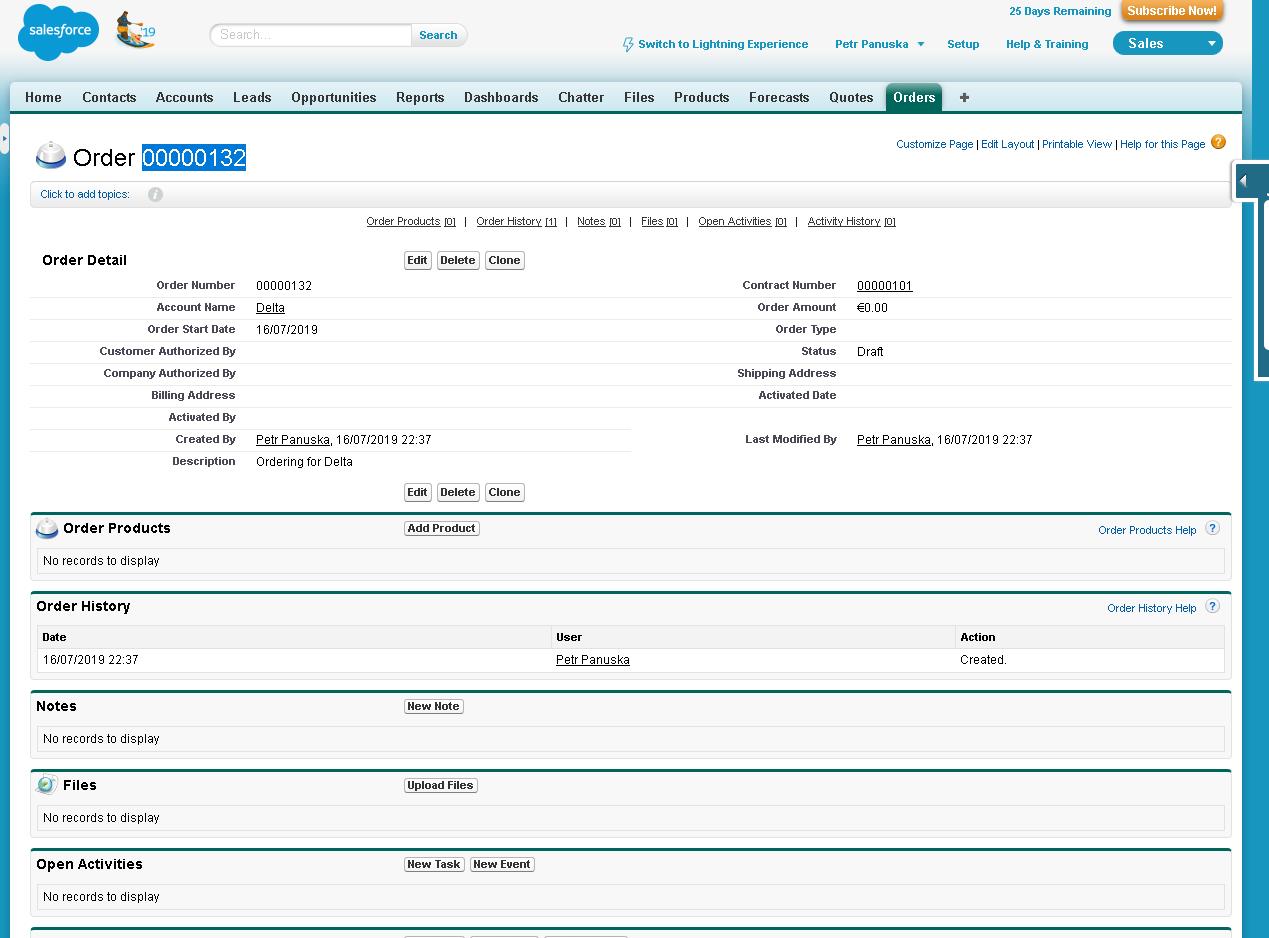 25 Days Remaining Subscribe Now!
salesforce '19 Search... Search
Switch to Lightning Experience Petr Panuska Setup Help & Training Sales
Home Contacts Accounts Leads Opportunities Reports Dashboards Chatter Files Products Forecasts Quotes Orders +
Order 00000132
Customize Page | Edit Layout | Printable View | Help for this Page ?
Click to add topics: i
Order Products [0] | Order History [1] | Notes [0] | Files [0] | Open Activities [0] | Activity History [0]
Order Detail Edit Delete Clone
Order Number 00000132 Contract Number 00000101
Account Name Delta Order Amount €0.00
Order Start Date 16/07/2019 Order Type
Customer Authorized By Status Draft
Company Authorized By Shipping Address
Billing Address Activated Date
Activated By
Created By Petr Panuska, 16/07/2019 22:37 Last Modified By Petr Panuska, 16/07/2019 22:37
Description Ordering for Delta
Edit Delete Clone
Order Products Add Product Order Products Help ?
No records to display
Order History Order History Help ?
Date User Action
16/07/2019 22:37 Petr Panuska Created.
Notes New Note
No records to display
Files Upload Files
No records to display
Open Activities New Task New Event
No records to display